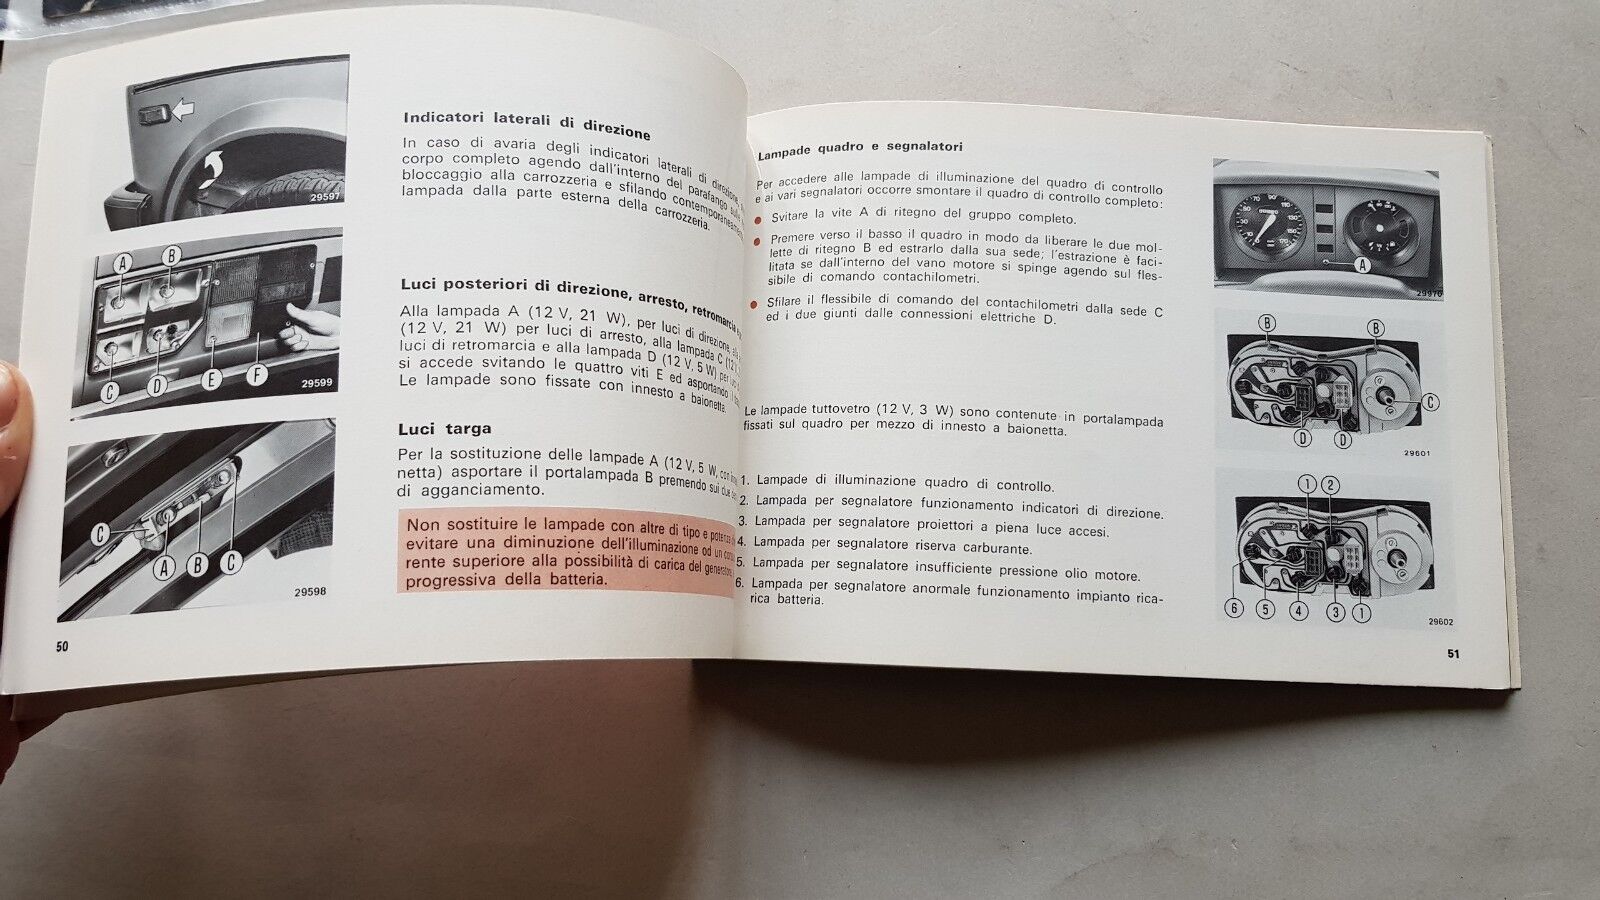 Indicatori laterali di direzione
In caso di avaria degli indicatori laterali di direzione,
corpo completo agendo dall'interno del parafango sulle
bloccaggio alla carrozzeria e sfilando contemporaneamente
lampada dalla parte esterna della carrozzeria.
29597
Luci posteriori di direzione, arresto, retromarcia
Alla lampada A (12 V, 21 W), per luci di direzione, alla
(12 V, 21 W) per luci di arresto, alla lampada C (12 V,
luci di retromarcia e alla lampada D (12 V, 5 W) per
si accede svitando le quattro viti E ed asportando il
Le lampade sono fissate con innesto a baionetta.
A
B
C
D
E
F
29599
Luci targa
Per la sostituzione delle lampade A (12 V, 5 W, con
netta) asportare il portalampada B premendo sui due
di agganciamento.
Non sostituire le lampade con altre di tipo e potenza
evitare una diminuzione dell'illuminazione od un
rente superiore alla possibilità di carica del generatore,
progressiva della batteria.
C
A
B
C
29598
50
Lampade quadro e segnalatori
Per accedere alle lampade di illuminazione del quadro di controllo
e ai vari segnalatori occorre smontare il quadro di controllo completo:
● Svitare la vite A di ritegno del gruppo completo.
● Premere verso il basso il quadro in modo da liberare le due mol-
lette di ritegno B ed estrarlo dalla sua sede; l'estrazione è faci-
litata se dall'interno del vano motore si spinge agendo sul fles-
sibile di comando contachilometri.
● Sfilare il flessibile di comando del contachilometri dalla sede C
ed i due giunti dalle connessioni elettriche D.
Le lampade tuttovetro (12 V, 3 W) sono contenute in portalampada
fissati sul quadro per mezzo di innesto a baionetta.
1. Lampade di illuminazione quadro di controllo.
2. Lampada per segnalatore funzionamento indicatori di direzione.
3. Lampada per segnalatore proiettori a piena luce accesi.
4. Lampada per segnalatore riserva carburante.
5. Lampada per segnalatore insufficiente pressione olio motore.
6. Lampada per segnalatore anormale funzionamento impianto rica-
rica batteria.
A
29970
B
B
C
D
D
29601
1
2
6
5
4
3
1
29602
51